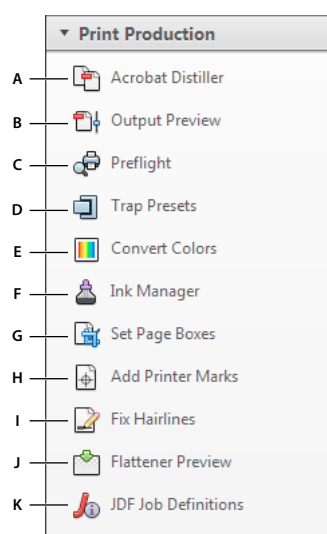 Print Production
A Acrobat Distiller
B Output Preview
C Preflight
D Trap Presets
E Convert Colors
F Ink Manager
G Set Page Boxes
H Add Printer Marks
I Fix Hairlines
J Flattener Preview
K JDF Job Definitions